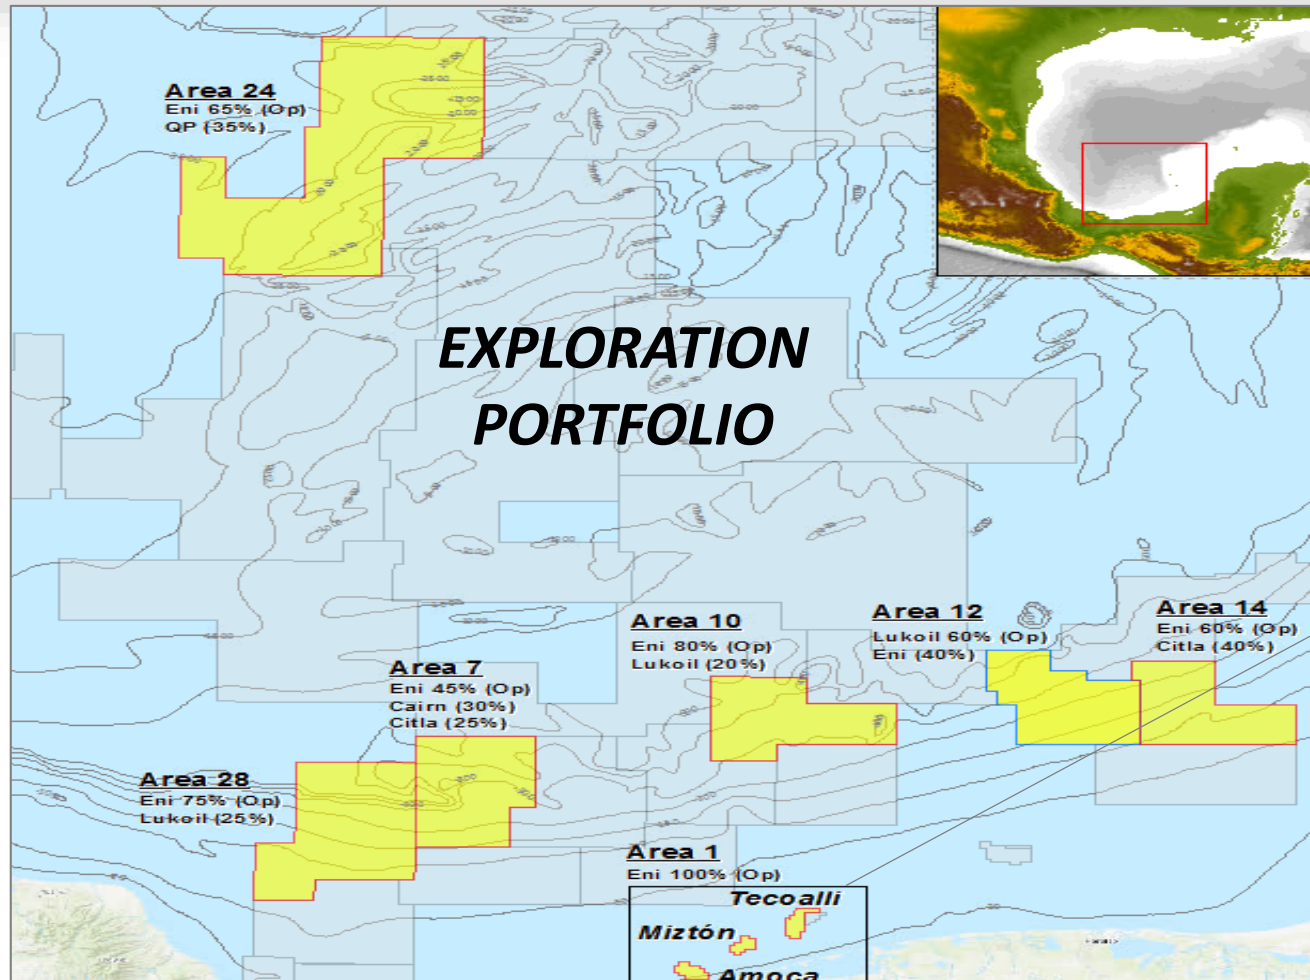 Area 24
Eni 65% (Op)
QP (35%)
EXPLORATION
PORTFOLIO
Area 10
Eni 80% (Op)
Lukoil (20%)
Area 12
Lukoil 60% (Op)
Eni (40%)
Area 14
Eni 60% (Op)
Citla (40%)
Area 7
Eni 45% (Op)
Cairn (30%)
Citla (25%)
Area 28
Eni 75% (Op)
Lukoil (25%)
Area 1
Eni 100% (Op)
Tecoalli
Miztón
Amoca